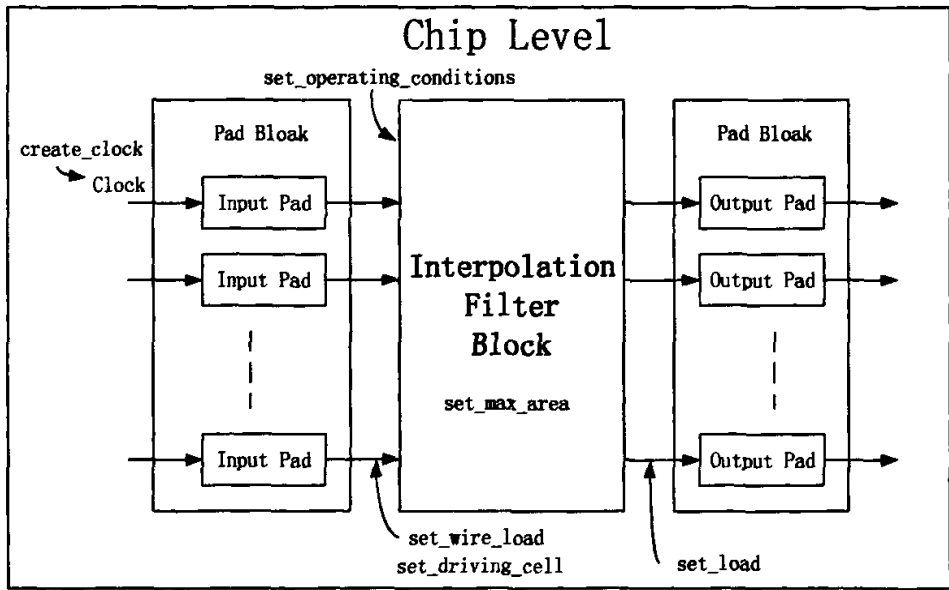 Chip Level
set_operating_conditions
Pad Bloak
Pad Bloak
create_clock
Clock
Input Pad
Output Pad
Input Pad
Output Pad
Interpolation
Filter
Block
set_max_area
Input Pad
Output Pad
set_wire_load
set_driving_cell
set_load